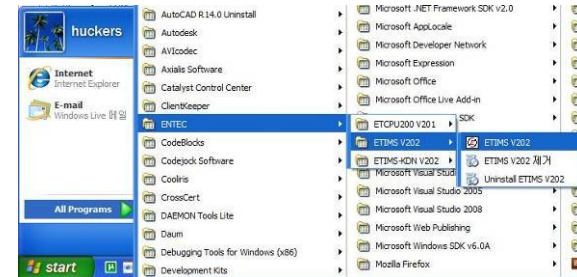 huckers
Internet
Internet Explorer
E-mail
Windows Live 메일
All Programs
start
AutoCAD R14.0 Uninstall
Autodesk
AVIcodec
Axialis Software
Catalyst Control Center
ClientKeeper
ENTEC
CodeBlocks
Codejock Software
Cooliris
CrossCert
DAEMON Tools Lite
Daum
Debugging Tools for Windows (x86)
Development Kits
Microsoft .NET Framework SDK v2.0
Microsoft AppLocale
Microsoft Developer Network
Microsoft Expression
Microsoft Office
Microsoft Office Live Add-in
SDK
Microsoft Visual Stud
Microsoft Visual Studio 2005
Microsoft Visual Studio 2008
Microsoft Web Publishing
Microsoft Windows SDK v6.0A
Mozilla Firefox
ETCPU200 V201
ETIMS V202
ETIMS-KDN V202
ETIMS V202
ETIMS V202 제거
Uninstall ETIMS V202